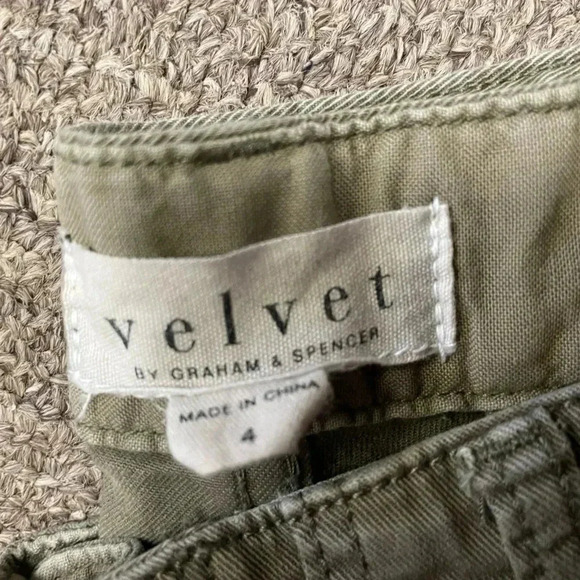 velvet
BY GRAHAM & SPENCER
MADE IN CHINA
4